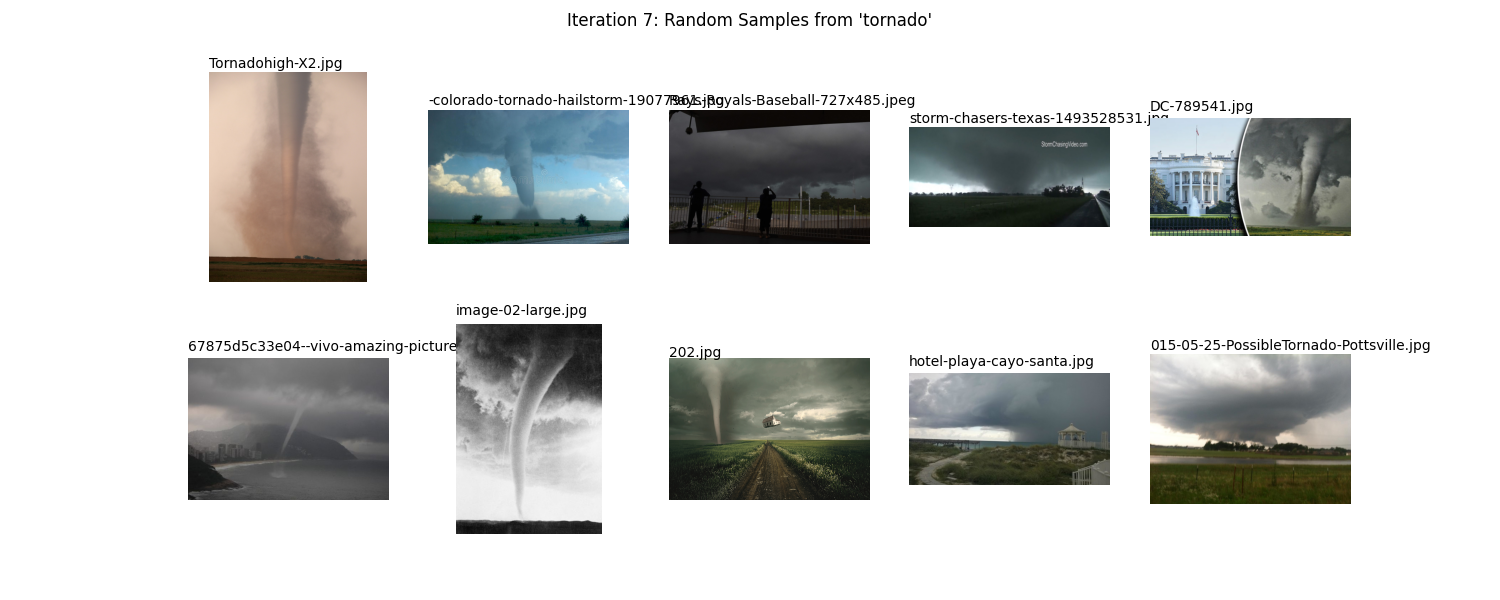 Iteration 7: Random Samples from 'tornado'
Tornadohigh-X2.jpg
-colorado-tornado-hailstorm-19077961.jpg
Rays-Royals-Baseball-727x485.jpeg
storm-chasers-texas-1493528531.jpg
StormChasingVideo.com
DC-789541.jpg
67875d5c33e04--vivo-amazing-picture
image-02-large.jpg
202.jpg
hotel-playa-cayo-santa.jpg
015-05-25-PossibleTornado-Pottsville.jpg